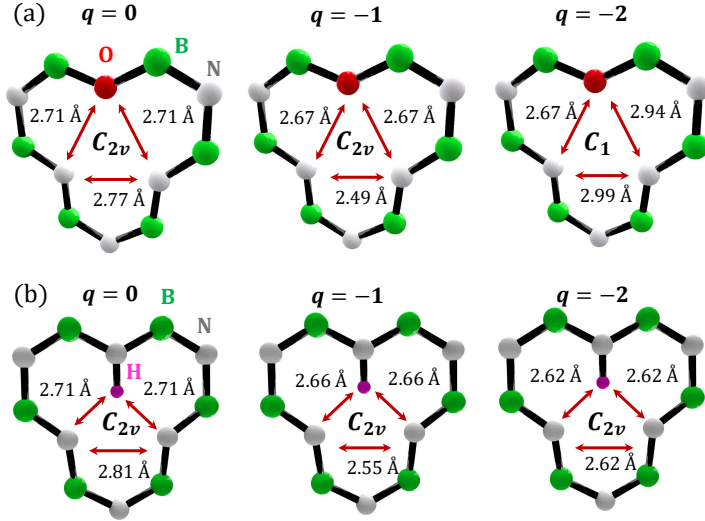 (a) q = 0 q = −1 q = −2
O B N
2.71 Å 2.71 Å 2.67 Å 2.67 Å 2.67 Å 2.94 Å
C2v C2v C1
2.77 Å 2.49 Å 2.99 Å
(b) q = 0 q = −1 q = −2
B N
H
2.71 Å 2.71 Å 2.66 Å 2.66 Å 2.62 Å 2.62 Å
C2v C2v C2v
2.81 Å 2.55 Å 2.62 Å